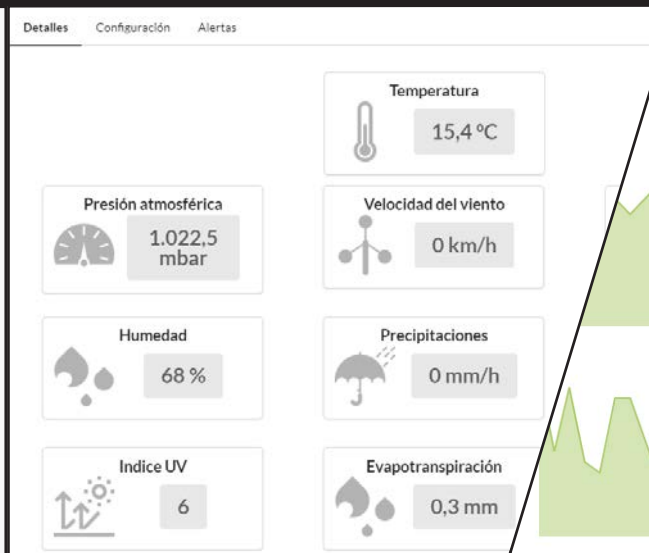 Detalles Configuración Alertas
Temperatura
15,4 ºC
Presión atmosférica
1.022,5
mbar
Velocidad del viento
0 km/h
Humedad
68 %
Precipitaciones
0 mm/h
Indice UV
6
Evapotranspiración
0,3 mm